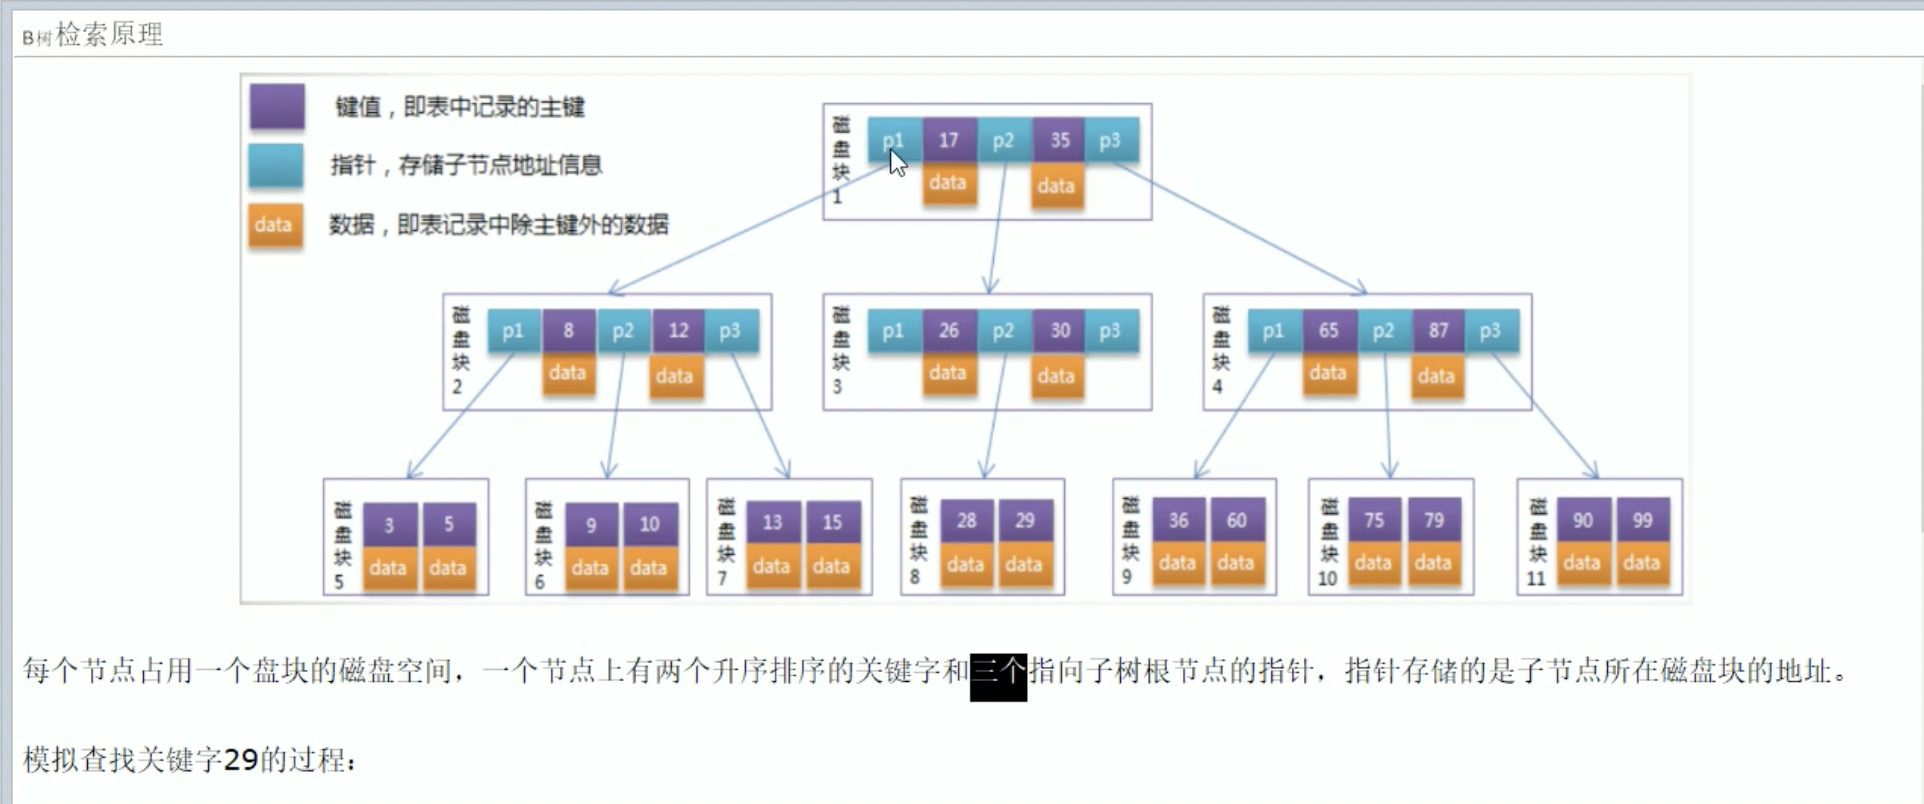 B树检索原理
键值，即表中记录的主键
指针，存储子节点地址信息
data 数据，即表记录中除主键外的数据
磁盘块1 p1 17 p2 35 p3
data data
磁盘块2 p1 8 p2 12 p3
data data
磁盘块3 p1 26 p2 30 p3
data data
磁盘块4 p1 65 p2 87 p3
data data
磁盘块5 3 5
data data
磁盘块6 9 10
data data
磁盘块7 13 15
data data
磁盘块8 28 29
data data
磁盘块9 36 60
data data
磁盘块10 75 79
data data
磁盘块11 90 99
data data
每个节点占用一个盘块的磁盘空间，一个节点上有两个升序排序的关键字和三个指向子树根节点的指针，指针存储的是子节点所在磁盘块的地址。
模拟查找关键字29的过程：